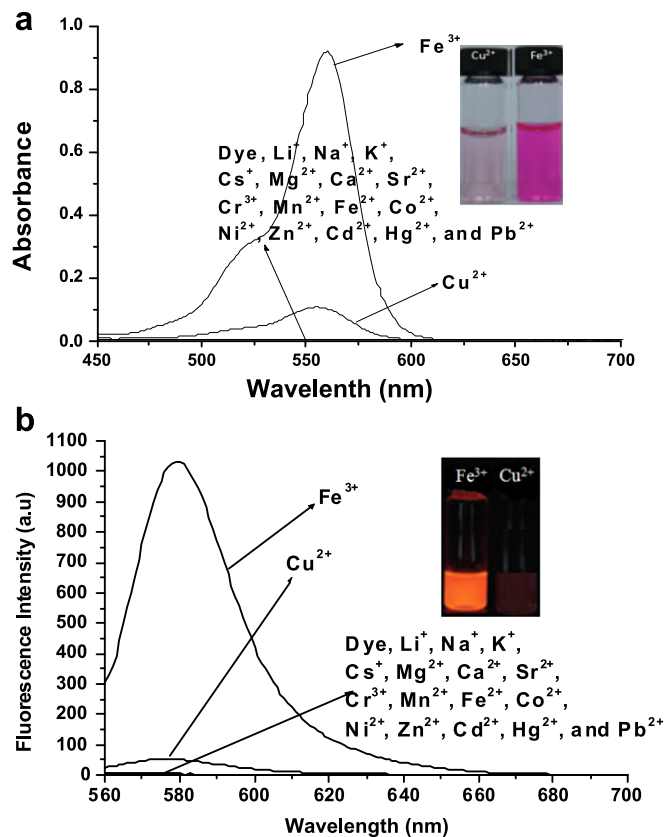 a
Absorbance
1.0
0.8
0.6
0.4
0.2
0.0
Fe³⁺
Cu²⁺ Fe³⁺
Dye, Li⁺, Na⁺, K⁺,
Cs⁺, Mg²⁺, Ca²⁺, Sr²⁺,
Cr³⁺, Mn²⁺, Fe²⁺, Co²⁺,
Ni²⁺, Zn²⁺, Cd²⁺, Hg²⁺, and Pb²⁺
Cu²⁺
450 500 550 600 650 700
Wavelenth (nm)
b
Fluorescence Intensity (a.u)
1100
1000
900
800
700
600
500
400
300
200
100
0
Fe³⁺
Cu²⁺
Fe³⁺ Cu²⁺
Dye, Li⁺, Na⁺, K⁺,
Cs⁺, Mg²⁺, Ca²⁺, Sr²⁺,
Cr³⁺, Mn²⁺, Fe²⁺, Co²⁺,
Ni²⁺, Zn²⁺, Cd²⁺, Hg²⁺, and Pb²⁺
560 580 600 620 640 660 680 700
Wavelength (nm)